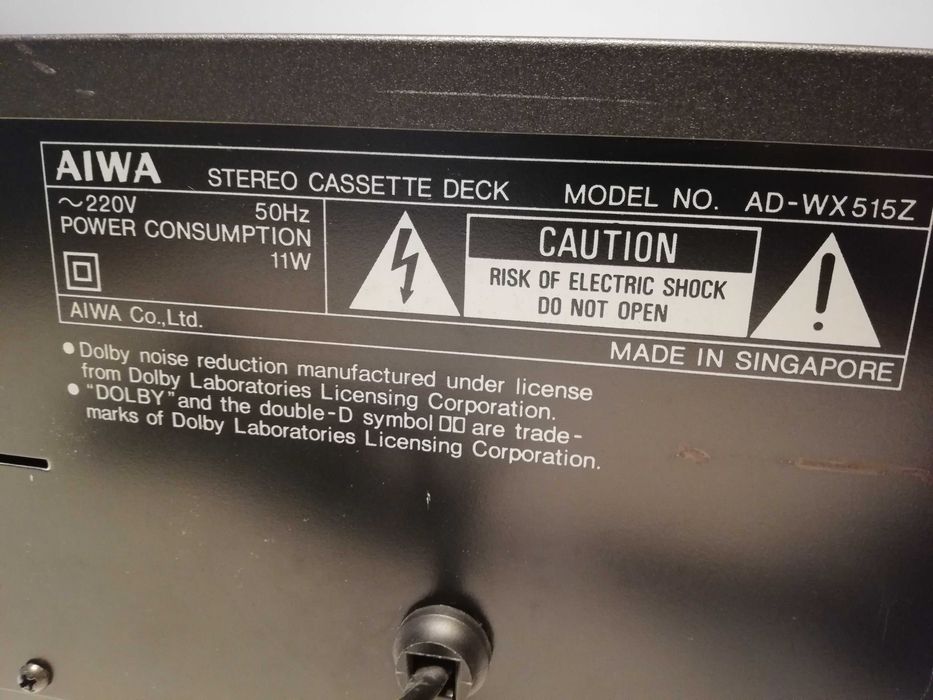 AIWA STEREO CASSETTE DECK MODEL NO. AD-WX515Z
~220V 50Hz
POWER CONSUMPTION
11W
CAUTION
RISK OF ELECTRIC SHOCK
DO NOT OPEN
AIWA Co.,Ltd.
MADE IN SINGAPORE
● Dolby noise reduction manufactured under license
from Dolby Laboratories Licensing Corporation.
● "DOLBY" and the double-D symbol are trade-
marks of Dolby Laboratories Licensing Corporation.